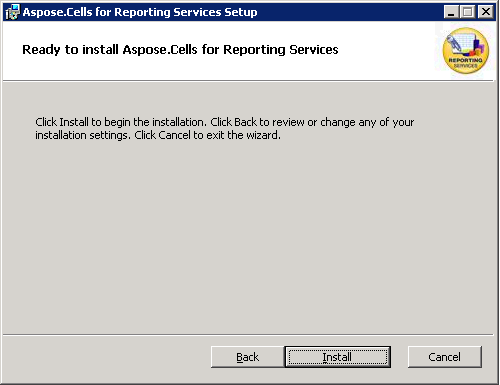 Aspose.Cells for Reporting Services Setup
Ready to install Aspose.Cells for Reporting Services
REPORTING
SERVICES
Click Install to begin the installation. Click Back to review or change any of your
installation settings. Click Cancel to exit the wizard.
Back Install Cancel